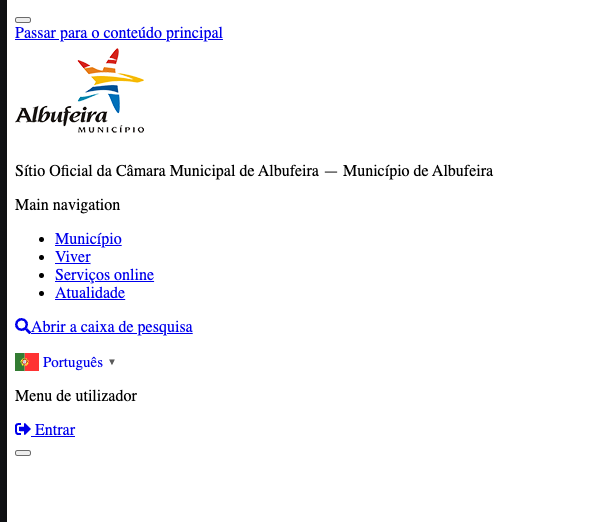 Passar para o conteúdo principal
Albufeira
MUNICÍPIO
Sítio Oficial da Câmara Municipal de Albufeira — Município de Albufeira
Main navigation
Município
Viver
Serviços online
Atualidade
Abrir a caixa de pesquisa
Português ▼
Menu de utilizador
Entrar